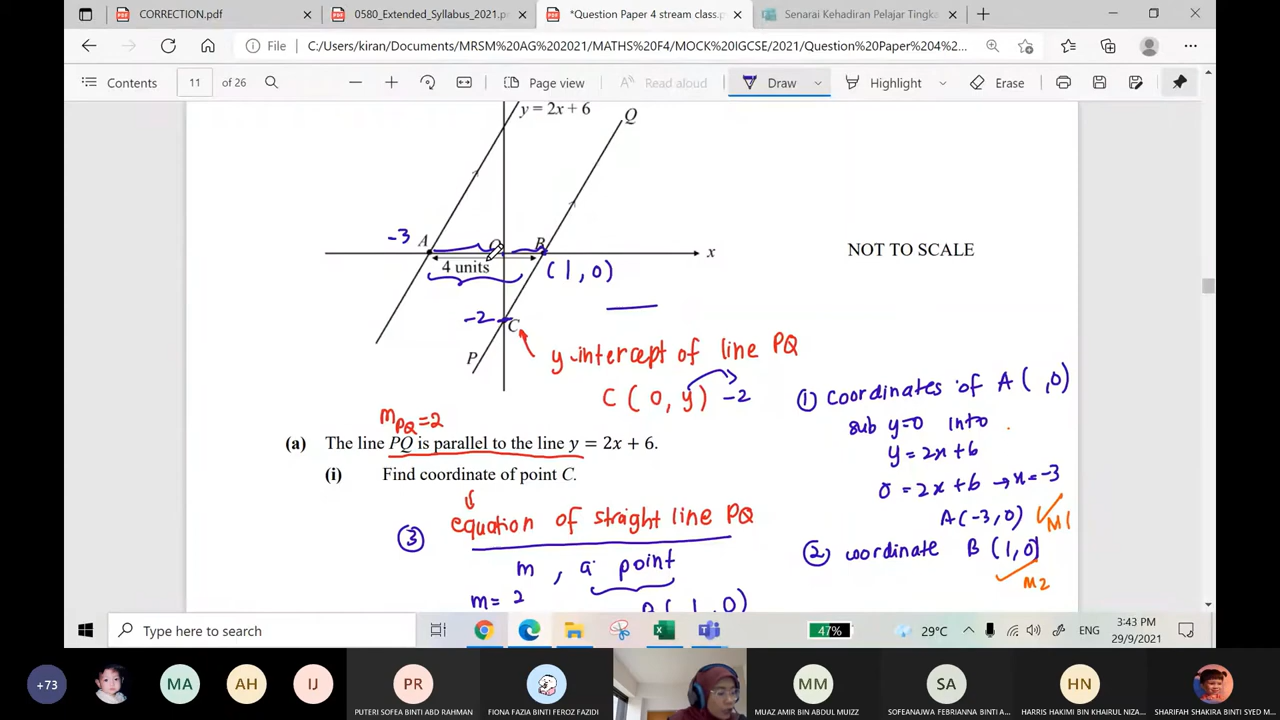 CORRECTION.pdf
0580_Extended_Syllabus_2021.pdf
*Question Paper 4 stream class.p
Senarai Kehadiran Pelajar Tingka
File
C:/Users/kiran/Documents/MRSM%20AG%202021/MATHS%20F4/MOCK%20IGCSE/2021/Question%20Paper%204%2...
Contents
11 of 26
Page view
Read aloud
Draw
Highlight
Erase
y = 2x + 6
Q
-3 A
B
x
NOT TO SCALE
4 units
(1, 0)
-2 C
P
y-intercept of line PQ
C (0, y) -2
① coordinates of A ( , 0)
sub y=0 into
y = 2x + 6
0 = 2x + 6 → x = -3
A(-3, 0) ✓ M1
② coordinate B (1, 0)
✓ M2
m PQ = 2
(a) The line PQ is parallel to the line y = 2x + 6.
(i) Find coordinate of point C.
③ equation of straight line PQ
m , a point
m = 2
(1, 0)
Type here to search
47%
29°C
ENG
3:43 PM
29/9/2021
+73
MA
AH
IJ
PR
MM
SA
HN
PUTERI SOFEA BINTI ABD RAHMAN
FIONA FAZIA BINTI FEROZ FAZIDI
MUAZ AMIR BIN ABDUL MUIZZ
SOFEANAJWA FEBRIANNA BINTI A...
HARRIS HAKIMI BIN KHAIRUL NIZA...
SHARIFAH SHAKIRA BINTI SYED M...